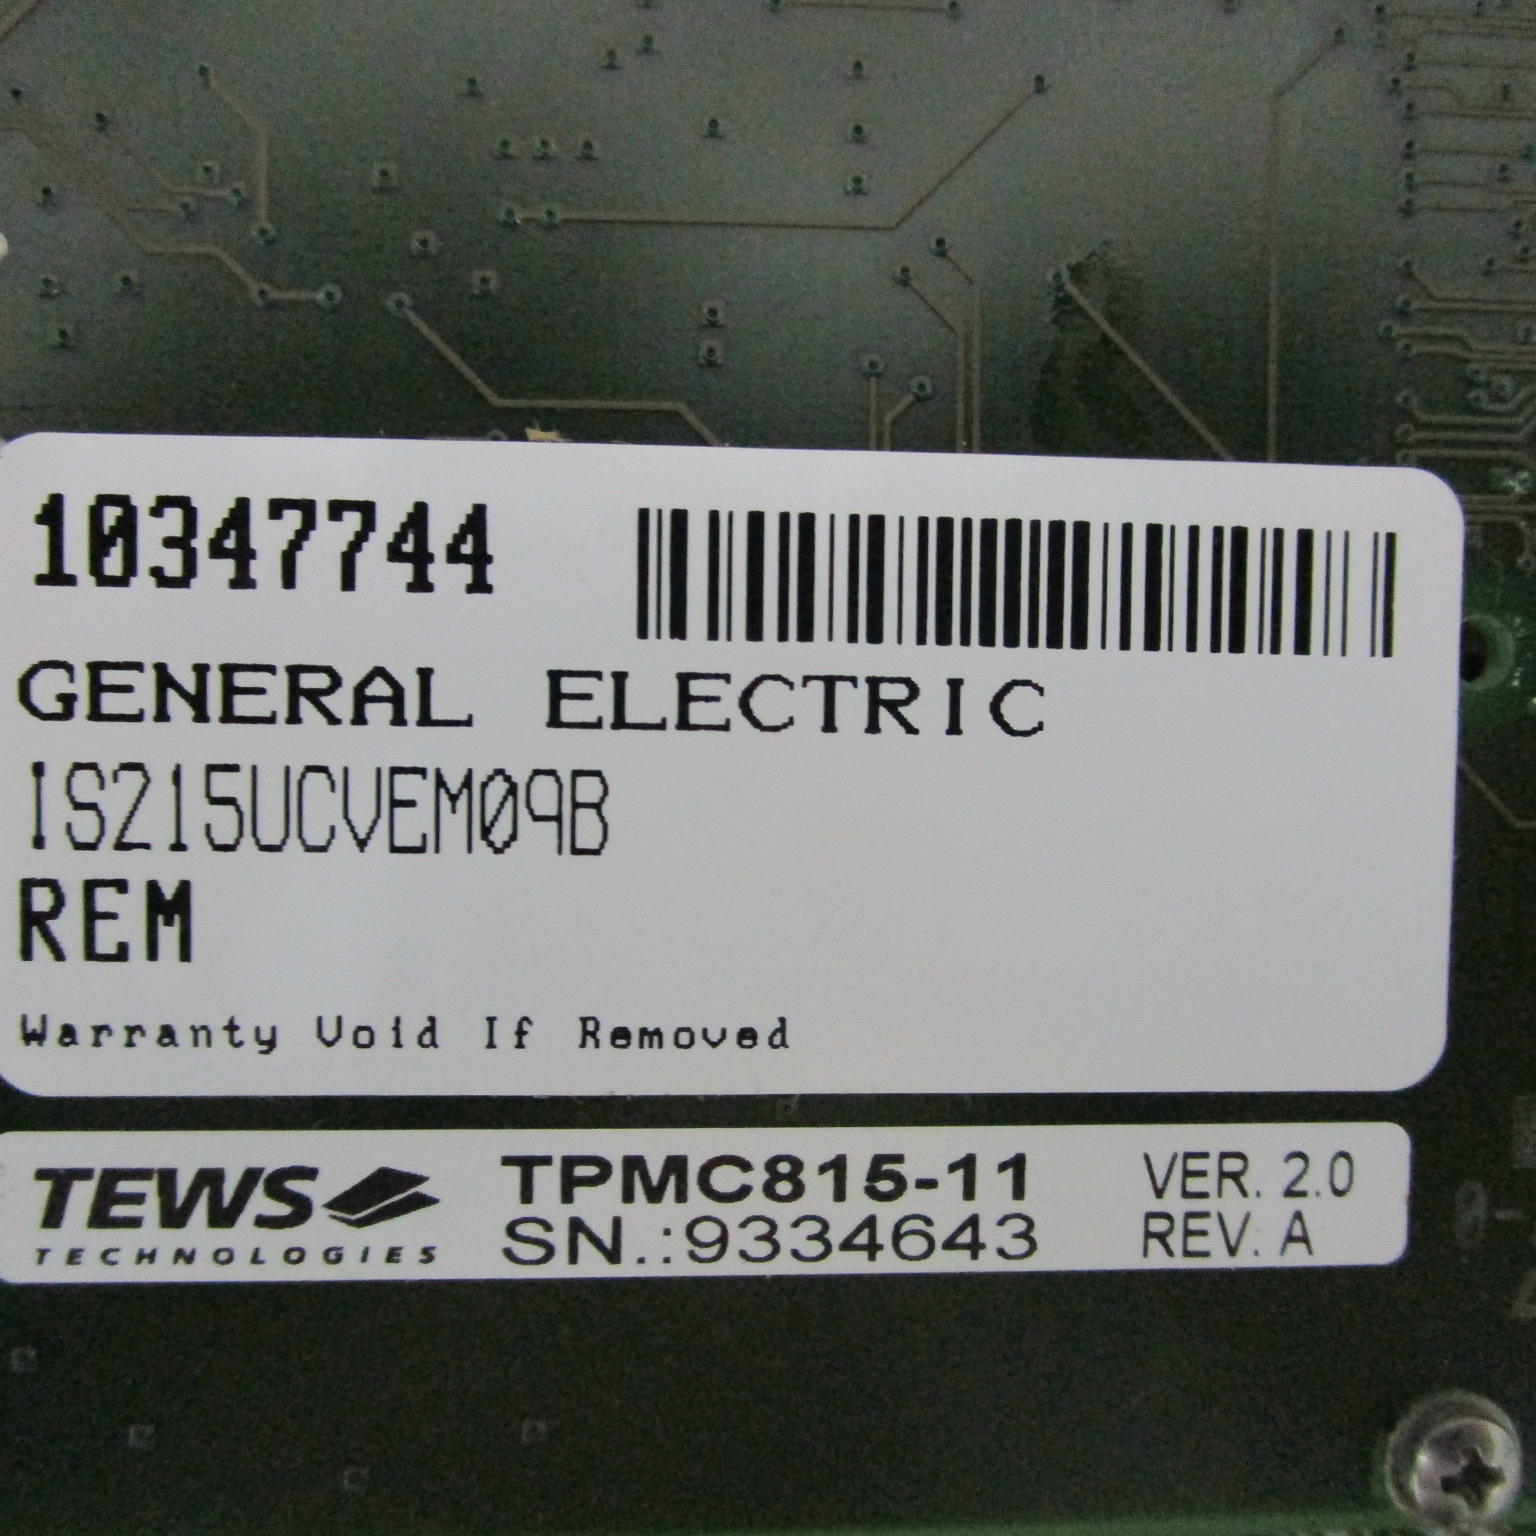 10347744
GENERAL ELECTRIC
IS215UCVEM09B
REM
Warranty Void If Removed
TEWS TPMC815-11 VER. 2.0
TECHNOLOGIES SN.:9334643 REV. A